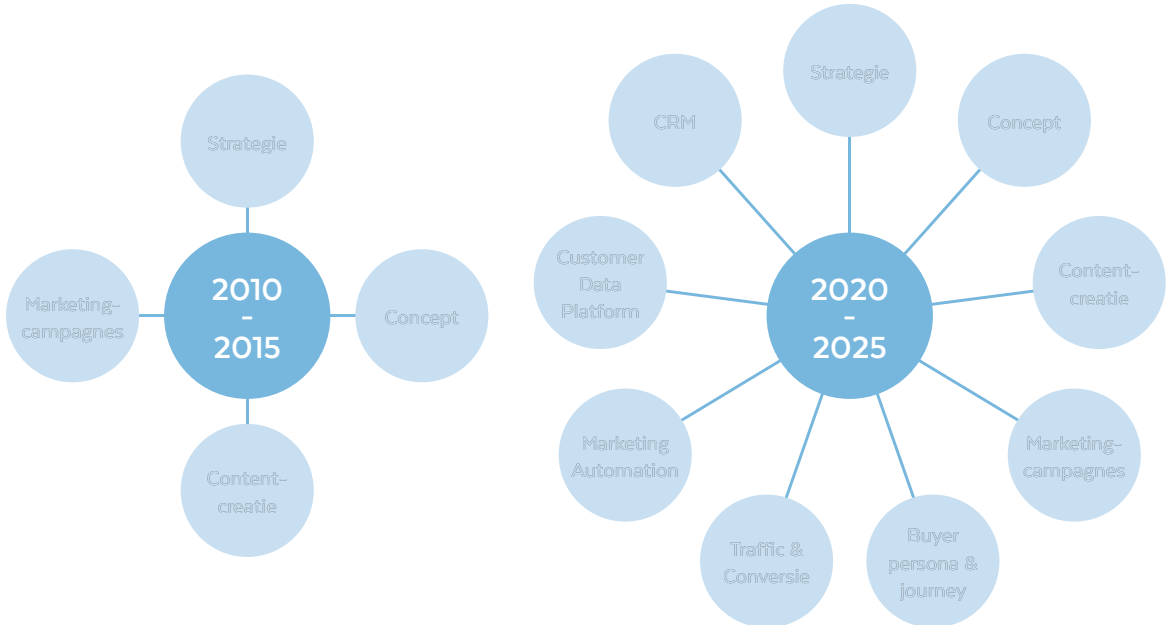 Strategie
Marketing-
campagnes
2010
-
2015
Concept
Content-
creatie
Strategie
CRM
Concept
Customer
Data
Platform
2020
-
2025
Content-
creatie
Marketing
Automation
Marketing-
campagnes
Traffic &
Conversie
Buyer
persona &
journey